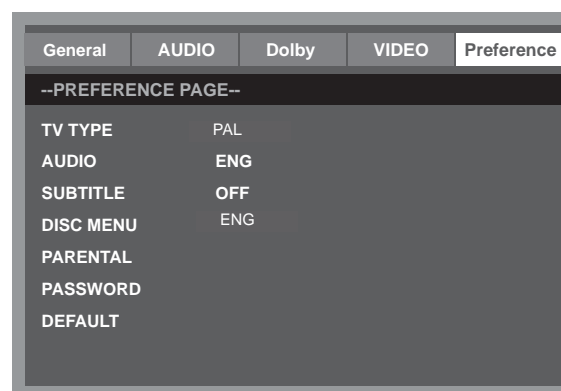 General AUDIO Dolby VIDEO Preference
--PREFERENCE PAGE--
TV TYPE PAL
AUDIO ENG
SUBTITLE OFF
DISC MENU ENG
PARENTAL
PASSWORD
DEFAULT